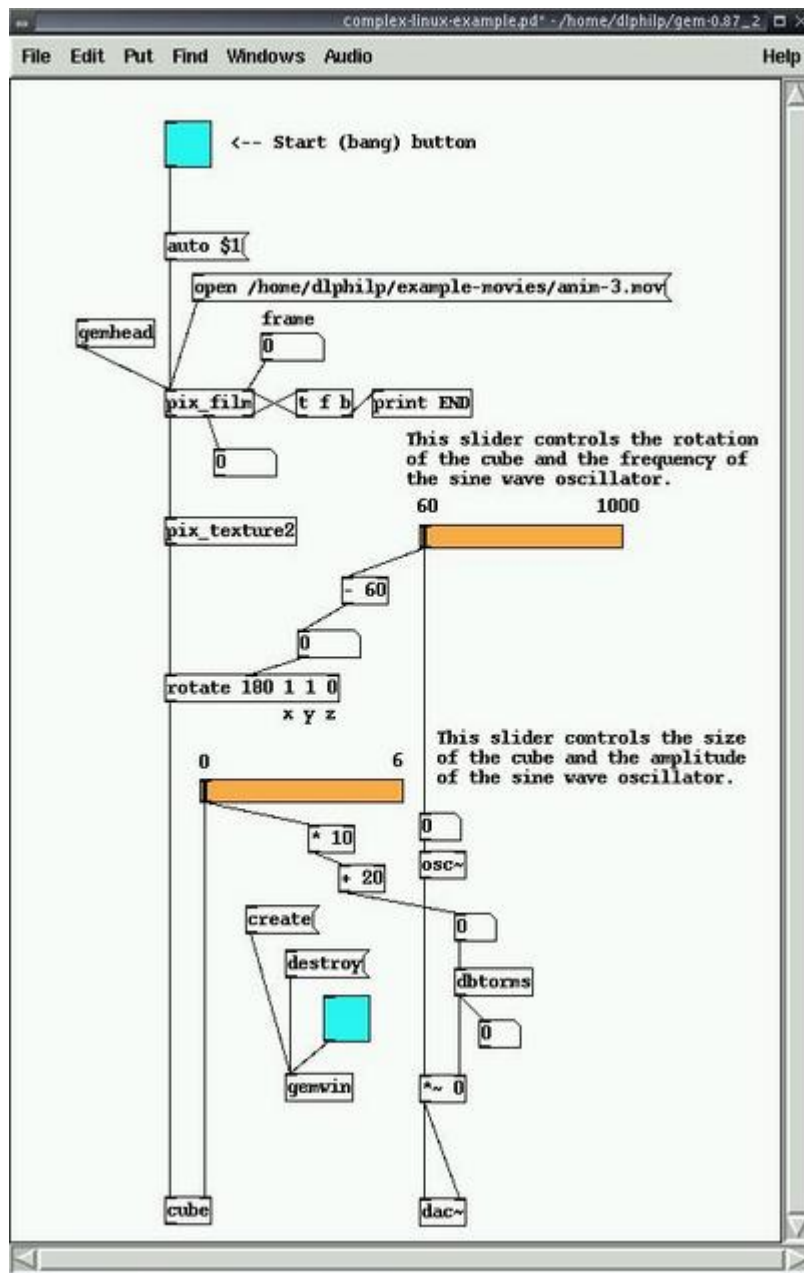 complex-linux-example.pd* - /home/dlphilp/gem-0.87_2
File Edit Put Find Windows Audio Help
<-- Start (bang) button
auto $1
open /home/dlphilp/example-movies/anim-3.mov
gemhead
frame
0
pix_film
t f b
print END
0
This slider controls the rotation
of the cube and the frequency of
the sine wave oscillator.
60 1000
pix_texture2
- 60
0
rotate 180 1 1 0
x y z
This slider controls the size
of the cube and the amplitude
of the sine wave oscillator.
0 6
* 10
0
osc~
+ 20
create
0
destroy
dbtorms
0
gemwin
*~ 0
cube
dac~